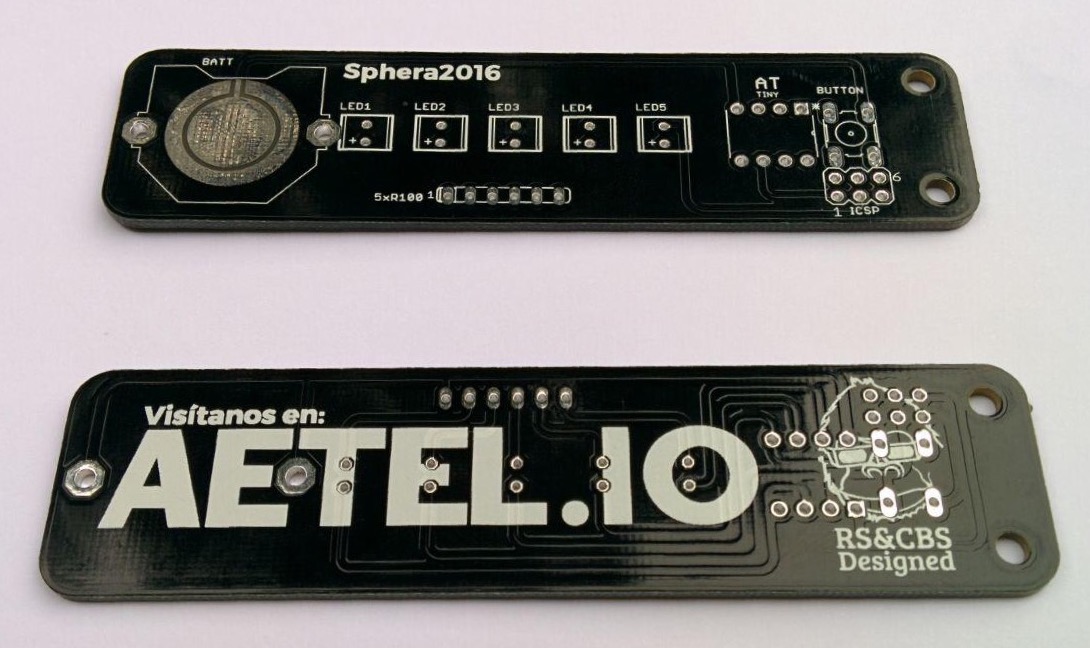 BATT
Sphera2016
LED1 LED2 LED3 LED4 LED5
+ + + + +
AT
TINY
BUTTON
*
5xR100 1
6
1 ICSP
Visítanos en:
AETEL.IO
RS&CBS
Designed